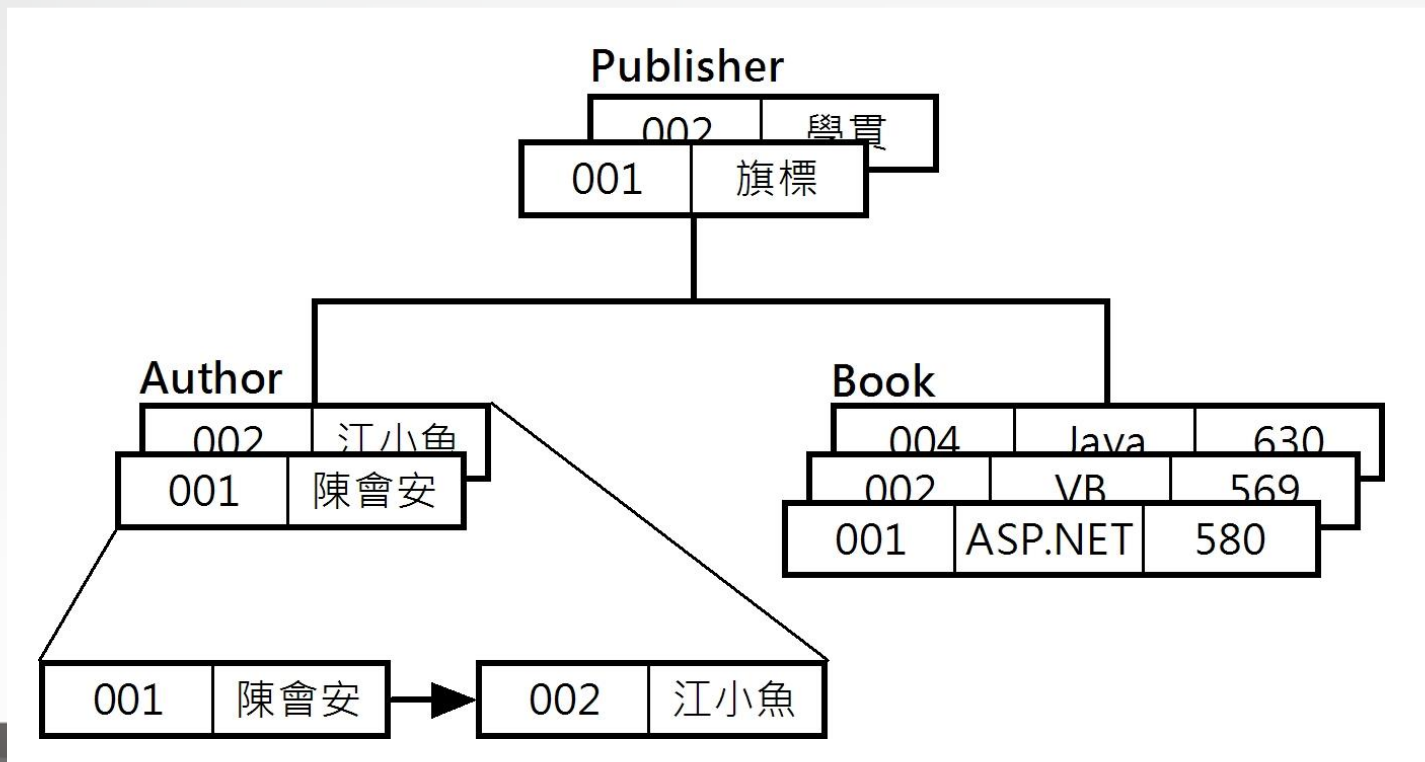 Publisher
002 學貫
001 旗標
Author
002 江小魚
001 陳會安
Book
004 Java 630
002 VB 569
001 ASP.NET 580
001 陳會安
002 江小魚